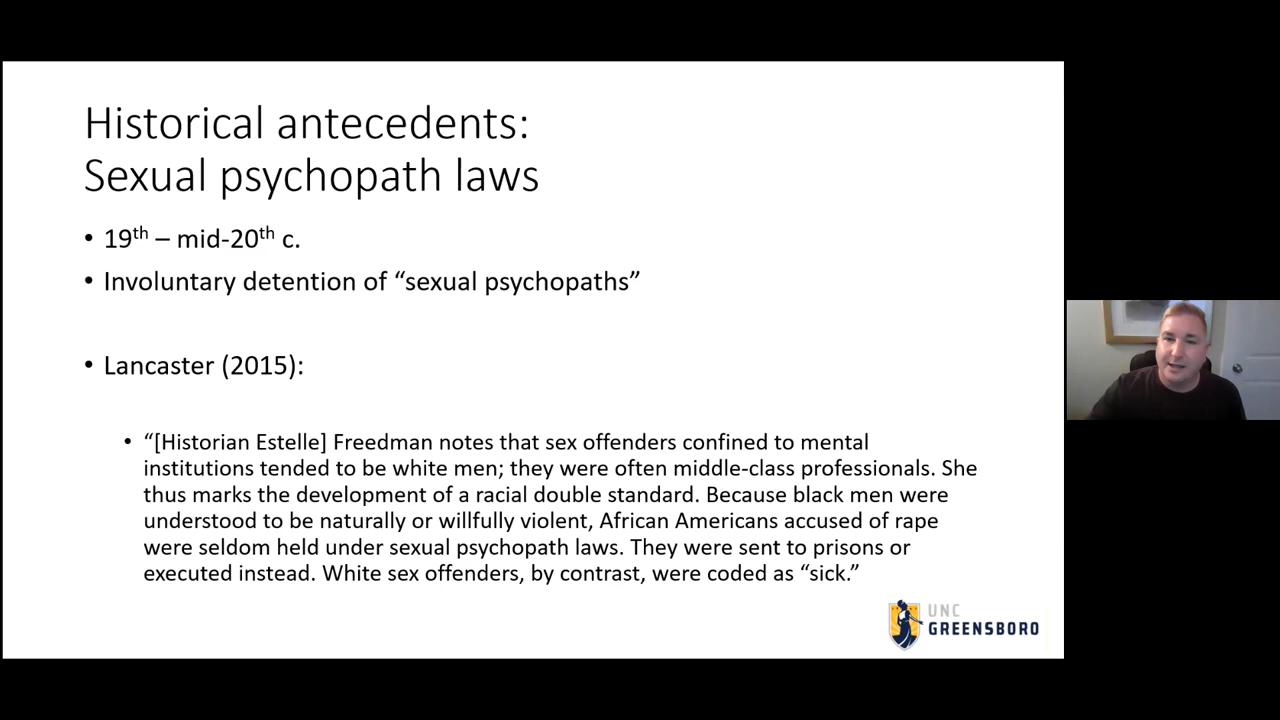 Historical antecedents:
Sexual psychopath laws
• 19th – mid-20th c.
• Involuntary detention of “sexual psychopaths”
• Lancaster (2015):
• “[Historian Estelle] Freedman notes that sex offenders confined to mental
institutions tended to be white men; they were often middle-class professionals. She
thus marks the development of a racial double standard. Because black men were
understood to be naturally or willfully violent, African Americans accused of rape
were seldom held under sexual psychopath laws. They were sent to prisons or
executed instead. White sex offenders, by contrast, were coded as “sick.”
UNC
GREENSBORO